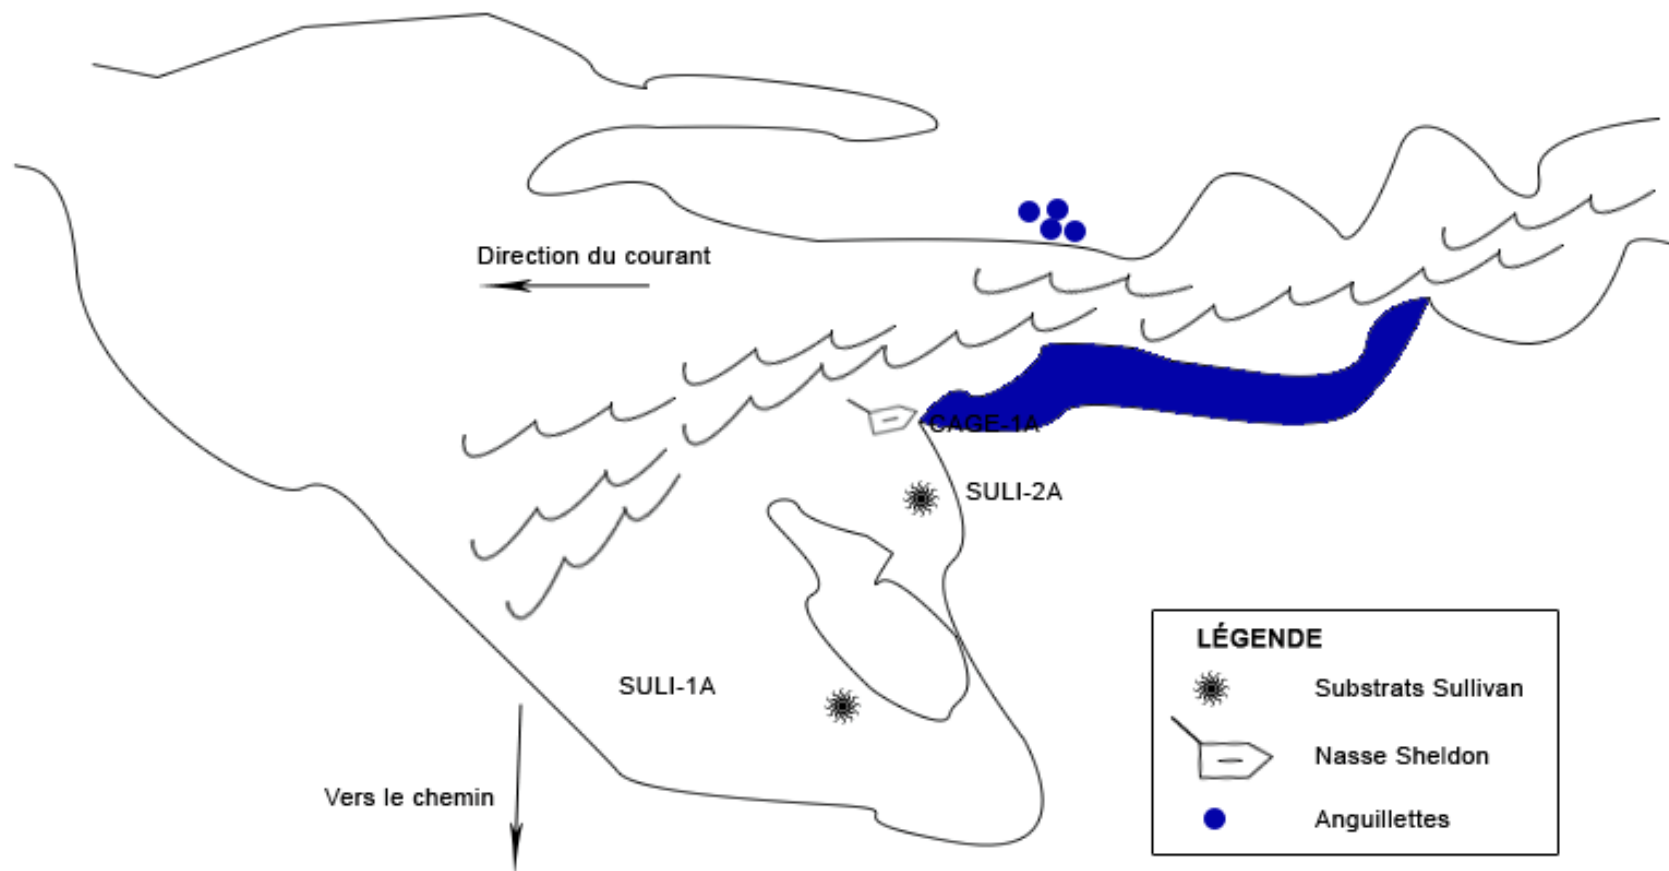 Direction du courant
CAGE-1A
SULI-2A
SULI-1A
Vers le chemin
LÉGENDE
Substrats Sullivan
Nasse Sheldon
Anguillettes